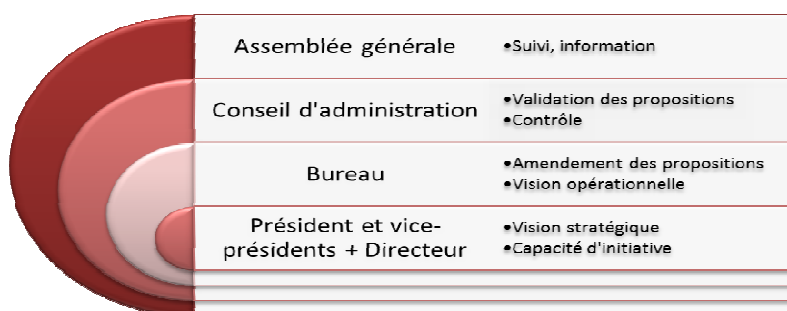 Assemblée générale
•Suivi, information
Conseil d'administration
•Validation des propositions
•Contrôle
Bureau
•Amendement des propositions
•Vision opérationnelle
Président et vice-
présidents + Directeur
•Vision stratégique
•Capacité d'initiative